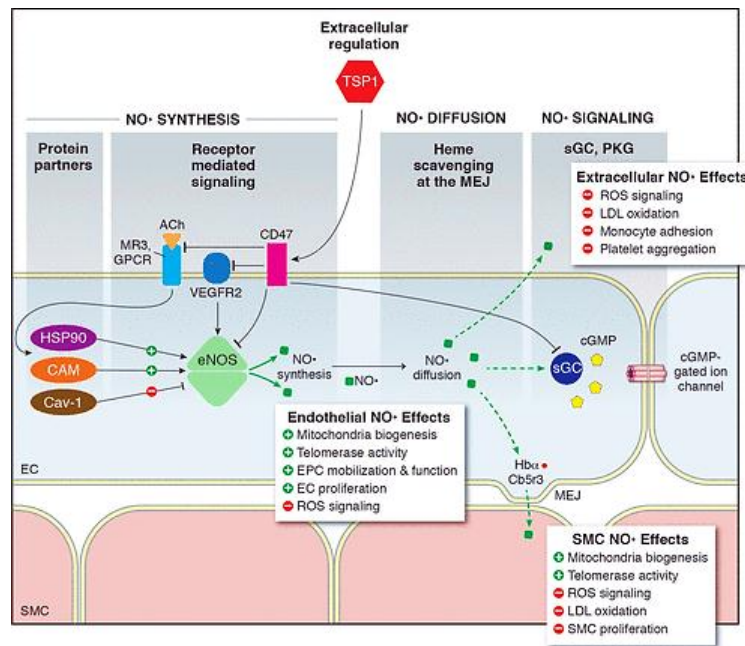 Extracellular
regulation
TSP1
NO• SYNTHESIS
NO• DIFFUSION
NO• SIGNALING
Protein
partners
Receptor
mediated
signaling
Heme
scavenging
at the MEJ
sGC, PKG
Extracellular NO• Effects
ROS signaling
LDL oxidation
Monocyte adhesion
Platelet aggregation
ACh
MR3,
GPCR
CD47
VEGFR2
HSP90
CAM
Cav-1
eNOS
NO•
synthesis
NO•
NO•
diffusion
cGMP
sGC
cGMP-
gated ion
channel
Endothelial NO• Effects
Mitochondria biogenesis
Telomerase activity
EPC mobilization & function
EC proliferation
ROS signaling
Hbα
Cb5r3
MEJ
EC
SMC NO• Effects
Mitochondria biogenesis
Telomerase activity
ROS signaling
LDL oxidation
SMC proliferation
SMC